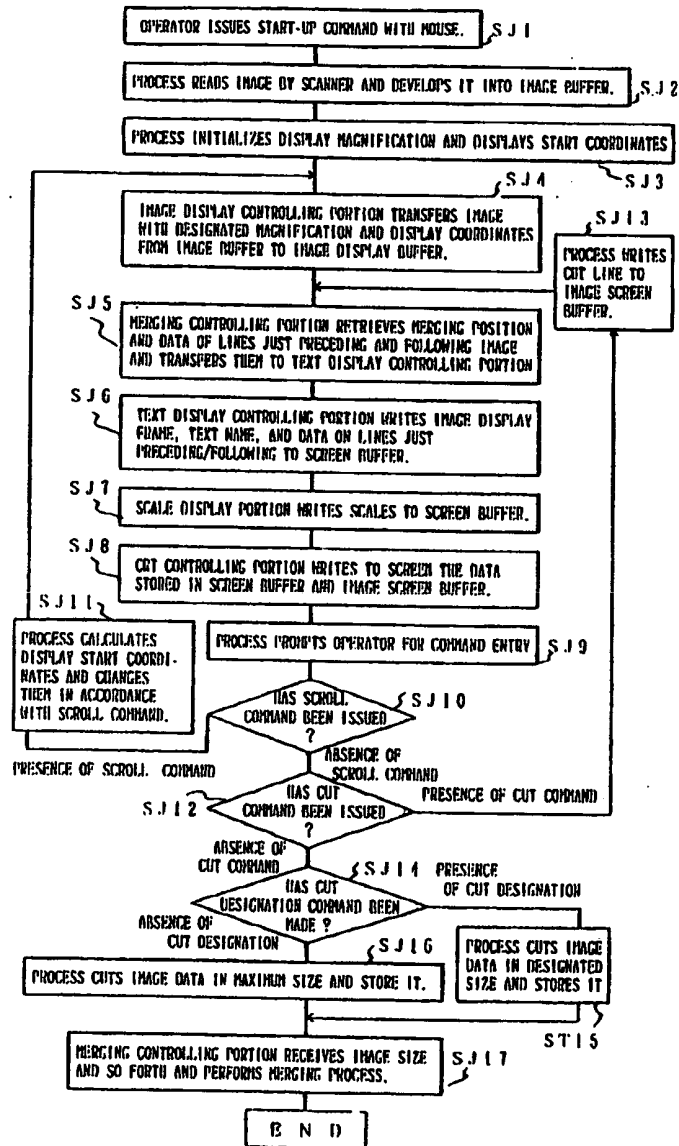 OPERATOR ISSUES START-UP COMMAND WITH MOUSE.
SJ1
PROCESS READS IMAGE BY SCANNER AND DEVELOPS IT INTO IMAGE BUFFER.
SJ2
PROCESS INITIALIZES DISPLAY MAGNIFICATION AND DISPLAYS START COORDINATES
SJ3
SJ4
IMAGE DISPLAY CONTROLLING PORTION TRANSFERS IMAGE
WITH DESIGNATED MAGNIFICATION AND DISPLAY COORDINATES
FROM IMAGE BUFFER TO IMAGE DISPLAY BUFFER.
SJ13
PROCESS WRITES
CUT LINE TO
IMAGE SCREEN
BUFFER.
SJ5
MERGING CONTROLLING PORTION RETRIEVES MERGING POSITION
AND DATA OF LINES JUST PRECEDING AND FOLLOWING IMAGE
AND TRANSFERS THEM TO TEXT DISPLAY CONTROLLING PORTION
SJ6
TEXT DISPLAY CONTROLLING PORTION WRITES IMAGE DISPLAY
FRAME, TEXT NAME, AND DATA ON LINES JUST
PRECEDING/FOLLOWING TO SCREEN BUFFER.
SJ7
SCALE DISPLAY PORTION WRITES SCALES TO SCREEN BUFFER.
SJ8
CRT CONTROLLING PORTION WRITES TO SCREEN THE DATA
STORED IN SCREEN BUFFER AND IMAGE SCREEN BUFFER.
SJ11
PROCESS CALCULATES
DISPLAY START COORDI-
NATES AND CHANGES
THEM IN ACCORDANCE
WITH SCROLL COMMAND.
PROCESS PROMPTS OPERATOR FOR COMMAND ENTRY
SJ9
HAS SCROLL
COMMAND BEEN ISSUED
?
SJ10
PRESENCE OF SCROLL COMMAND
ABSENCE OF
SCROLL COMMAND
SJ12
HAS CUT
COMMAND BEEN ISSUED
?
PRESENCE OF CUT COMMAND
ABSENCE OF
CUT COMMAND
SJ14
HAS CUT
DESIGNATION COMMAND BEEN
MADE ?
PRESENCE
OF CUT DESIGNATION
ABSENCE OF
CUT DESIGNATION
SJ16
PROCESS CUTS IMAGE DATA IN MAXIMUM SIZE AND STORE IT.
PROCESS CUTS IMAGE
DATA IN DESIGNATED
SIZE AND STORES IT
ST15
MERGING CONTROLLING PORTION RECEIVES IMAGE SIZE
AND SO FORTH AND PERFORMS MERGING PROCESS.
SJ17
END